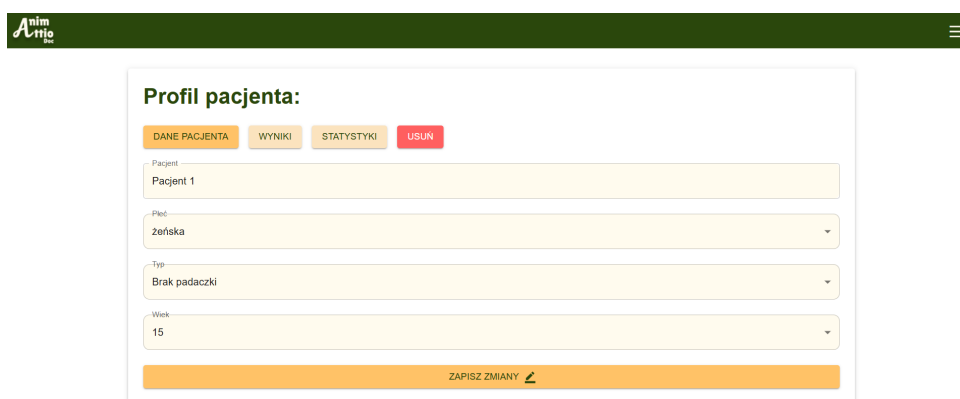 Anim
Attio
Doc
Profil pacjenta:
DANE PACJENTA WYNIKI STATYSTYKI USUŃ
Pacjent
Pacjent 1
Płeć
żeńska
Typ
Brak padaczki
Wiek
15
ZAPISZ ZMIANY